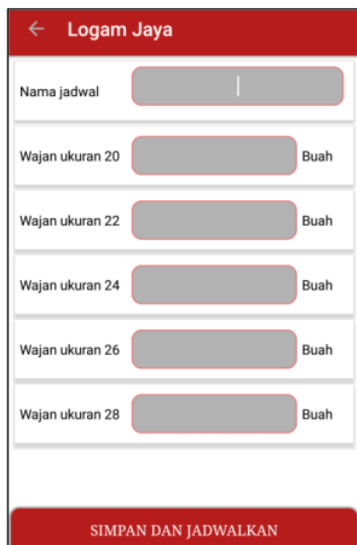 Logam Jaya
Nama jadwal
Wajan ukuran 20 Buah
Wajan ukuran 22 Buah
Wajan ukuran 24 Buah
Wajan ukuran 26 Buah
Wajan ukuran 28 Buah
SIMPAN DAN JADWALKAN